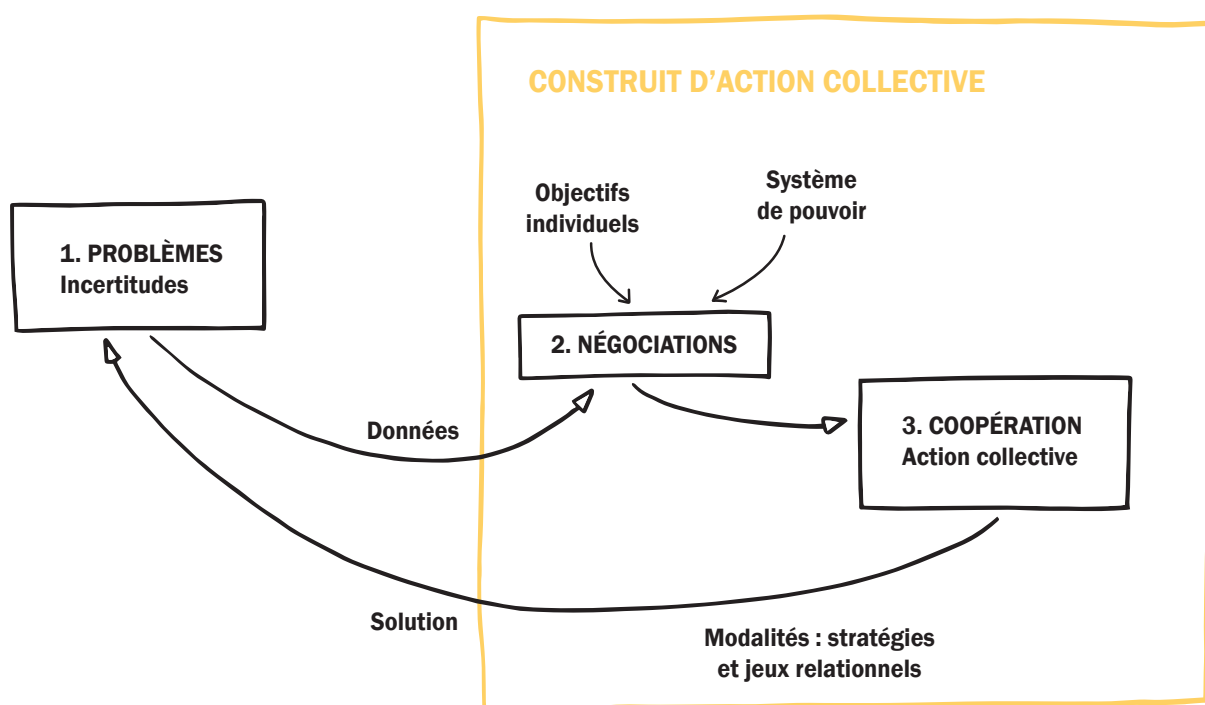 CONSTRUIT D'ACTION COLLECTIVE
Objectifs
individuels
Système
de pouvoir
1. PROBLÈMES
Incertitudes
2. NÉGOCIATIONS
Données
3. COOPÉRATION
Action collective
Solution
Modalités : stratégies
et jeux relationnels